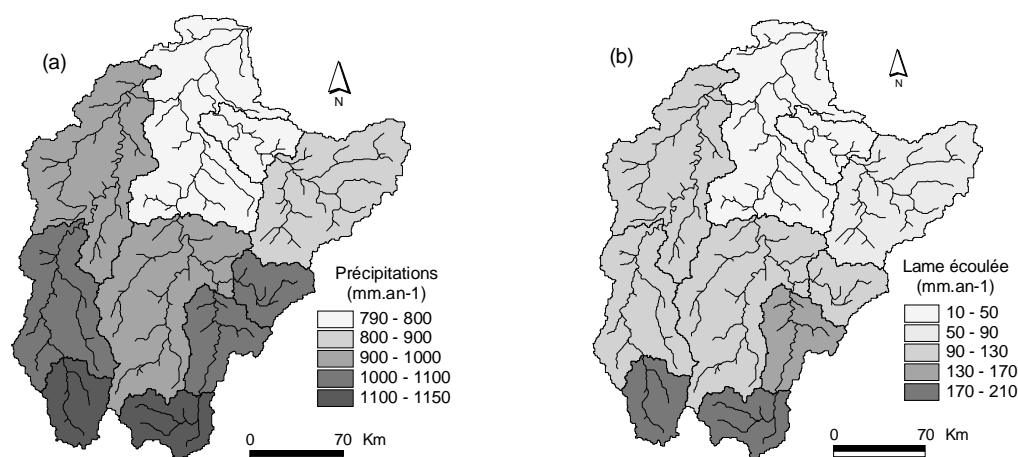 (a)
N
Précipitations
(mm.an-1)
790 - 800
800 - 900
900 - 1000
1000 - 1100
1100 - 1150
0 70 Km
(b)
N
Lame écoulée
(mm.an-1)
10 - 50
50 - 90
90 - 130
130 - 170
170 - 210
0 70 Km